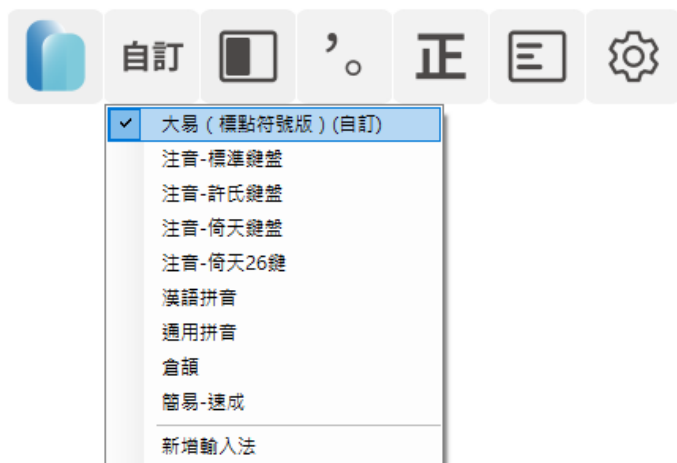 自訂 ，。 正
大易（標點符號版）(自訂)
注音-標準鍵盤
注音-許氏鍵盤
注音-倚天鍵盤
注音-倚天26鍵
漢語拼音
通用拼音
倉頡
簡易-速成
新增輸入法